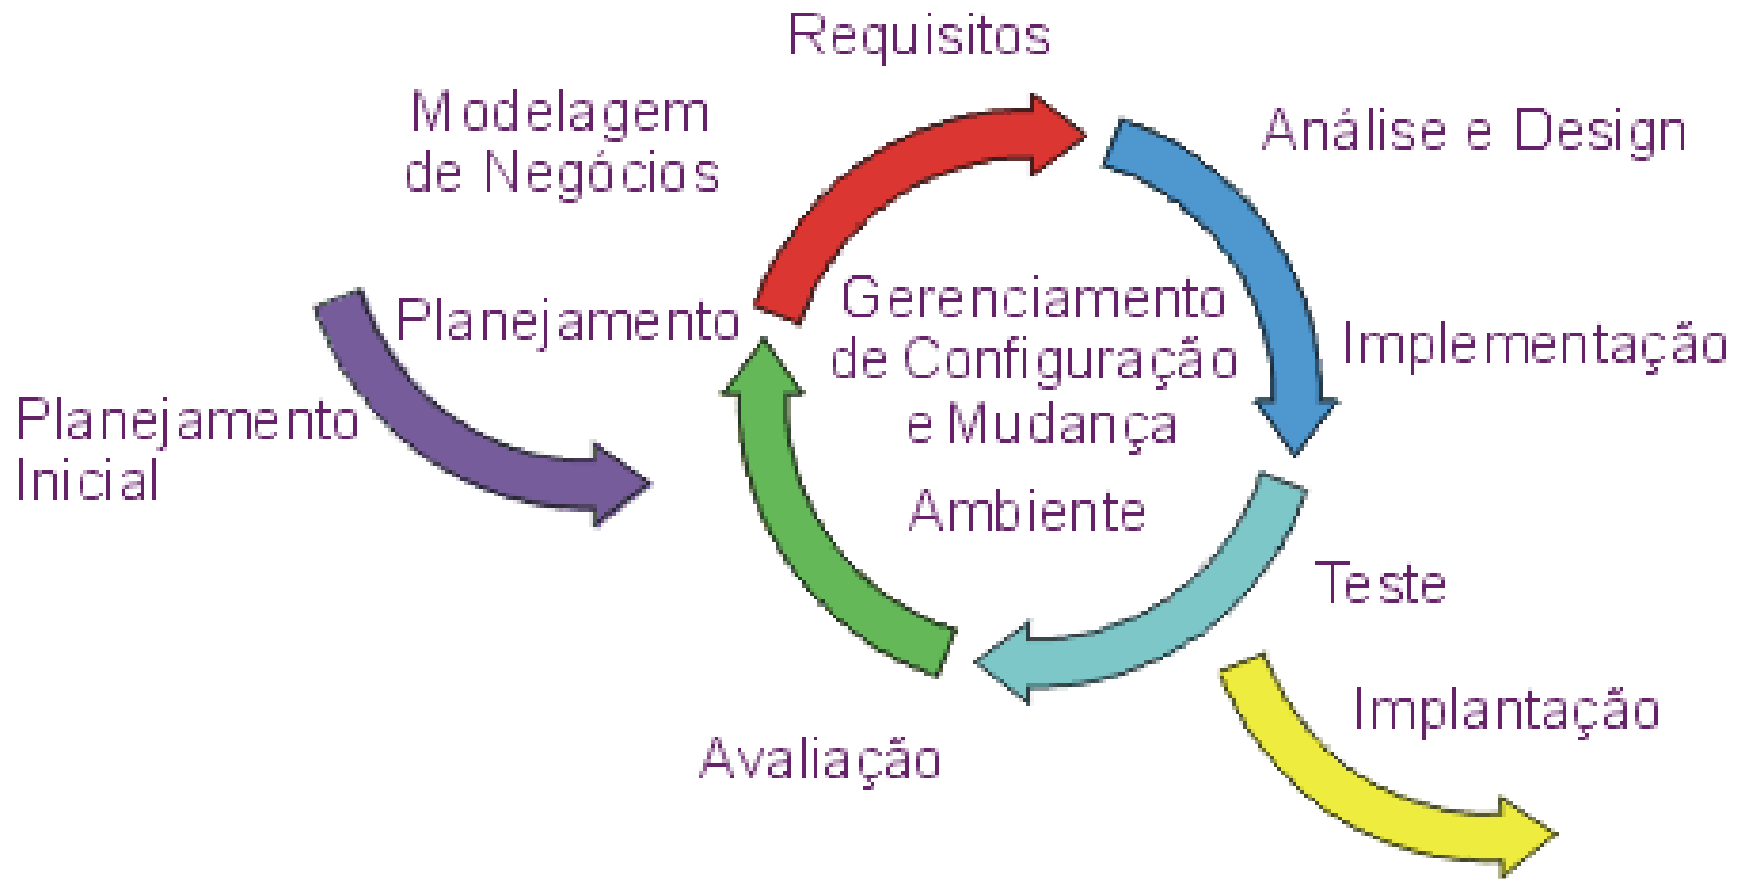 Requisitos
Modelagem
de Negócios
Análise e Design
Planejamento
Gerenciamento
de Configuração
e Mudança
Implementação
Planejamento
Inicial
Ambiente
Teste
Implantação
Avaliação